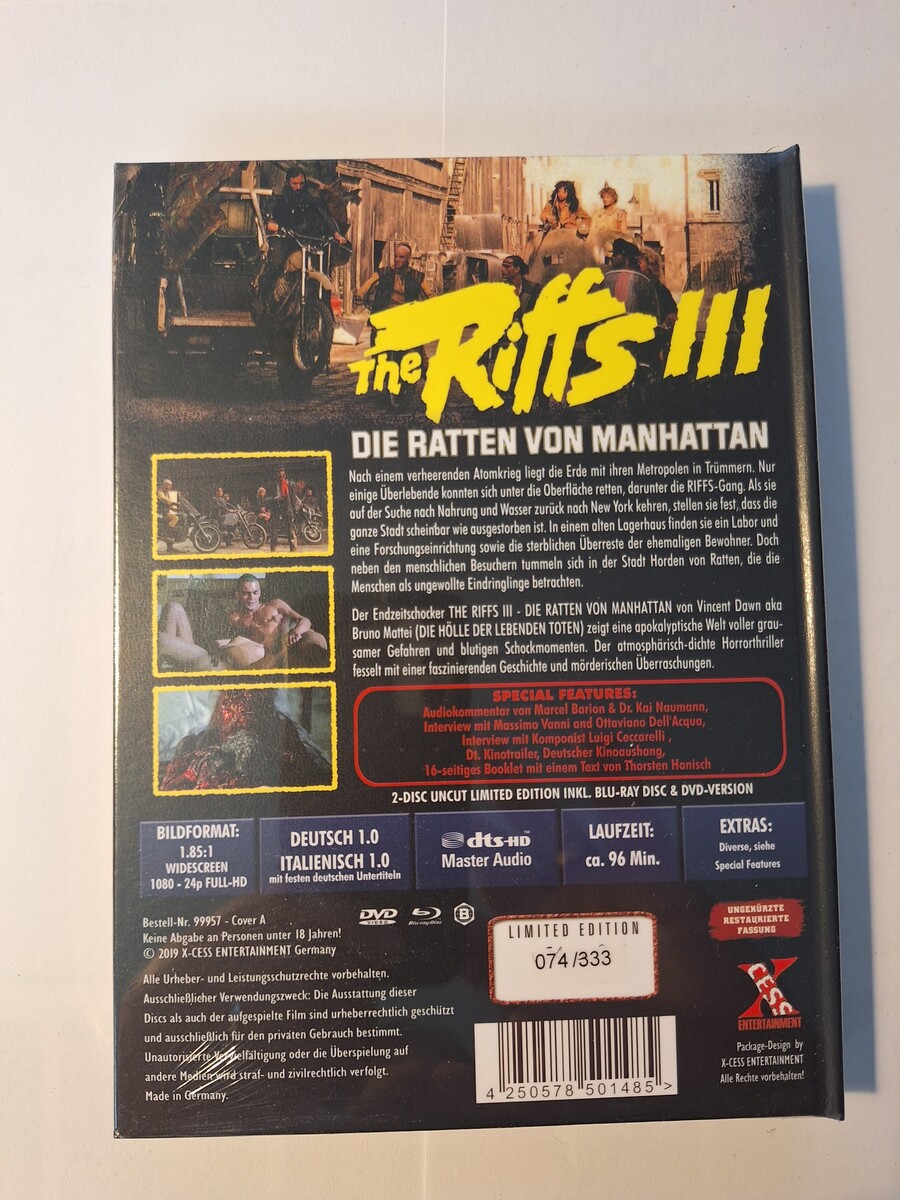 The Riffs III
DIE RATTEN VON MANHATTAN
Nach einem verheerenden Atomkrieg liegt die Erde mit ihren Metropolen in Trümmern. Nur
einige Überlebende konnten sich unter die Oberfläche retten, darunter die RIFFS-Gang. Als sie
auf der Suche nach Nahrung und Wasser zurück nach New York kehren, stellen sie fest, dass die
ganze Stadt scheinbar wie ausgestorben ist. In einem alten Lagerhaus finden sie ein Labor und
eine Forschungseinrichtung sowie die sterblichen Überreste der ehemaligen Bewohner. Doch
neben den menschlichen Besuchern tummeln sich in der Stadt Horden von Ratten, die die
Menschen als ungewollte Eindringlinge betrachten.
Der Endzeitschocker THE RIFFS III - DIE RATTEN VON MANHATTAN von Vincent Dawn aka
Bruno Mattei (DIE HÖLLE DER LEBENDEN TOTEN) zeigt eine apokalyptische Welt voller grau-
samer Gefahren und blutigen Schockmomenten. Der atmosphärisch-dichte Horrorthriller
fesselt mit einer faszinierenden Geschichte und mörderischen Überraschungen.
SPECIAL FEATURES:
Audiokommentar von Marcel Barion & Dr. Kai Naumann,
Interview mit Massimo Vanni and Ottaviano Dell'Acqua,
Interview mit Komponist Luigi Ceccarelli ,
Dt. Kinotrailer, Deutscher Kinoaushang,
16-seitiges Booklet mit einem Text von Thorsten Hanisch
2-DISC UNCUT LIMITED EDITION INKL. BLU-RAY DISC & DVD-VERSION
BILDFORMAT:
1.85:1
WIDESCREEN
1080 - 24p FULL-HD
DEUTSCH 1.0
ITALIENISCH 1.0
mit festen deutschen Untertiteln
dts-HD™
Master Audio
LAUFZEIT:
ca. 96 Min.
EXTRAS:
Diverse, siehe
Special Features
Bestell-Nr. 99957 - Cover A
Keine Abgabe an Personen unter 18 Jahren!
© 2019 X-CESS ENTERTAINMENT Germany
DVD VIDEO
Blu-ray Disc
B
Alle Urheber- und Leistungsschutzrechte vorbehalten.
Ausschließlicher Verwendungszweck: Die Ausstattung dieser
Discs als auch der aufgespielte Film sind urheberrechtlich geschützt
und ausschließlich für den privaten Gebrauch bestimmt.
Unautorisierte Vervielfältigung oder die Überspielung auf
andere Medien wird straf- und zivilrechtlich verfolgt.
Made in Germany.
LIMITED EDITION
074/333
4 250578 501485 >
UNGEKÜRZTE
RESTAURIERTE
FASSUNG
X CESS
ENTERTAINMENT
Package-Design by
X-CESS ENTERTAINMENT
Alle Rechte vorbehalten!